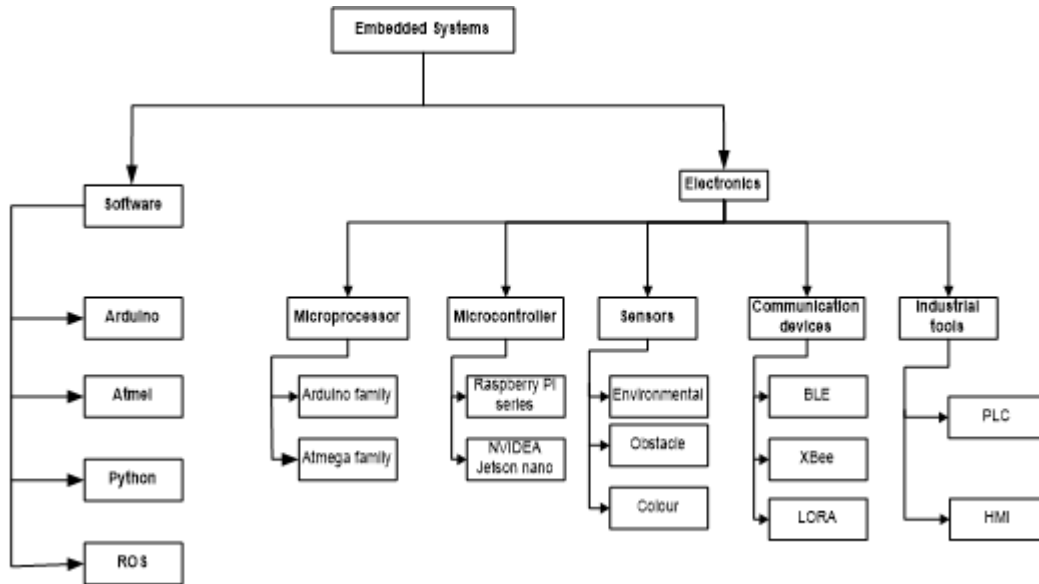 Embedded Systems
Software
Electronics
Arduino
Atmel
Python
ROS
Microprocessor
Arduino family
Atmega family
Microcontroller
Raspberry Pi
series
NVIDEA
Jetson nano
Sensors
Environmental
Obstacle
Colour
Communication
devices
BLE
XBee
LORA
Industrial
tools
PLC
HMI